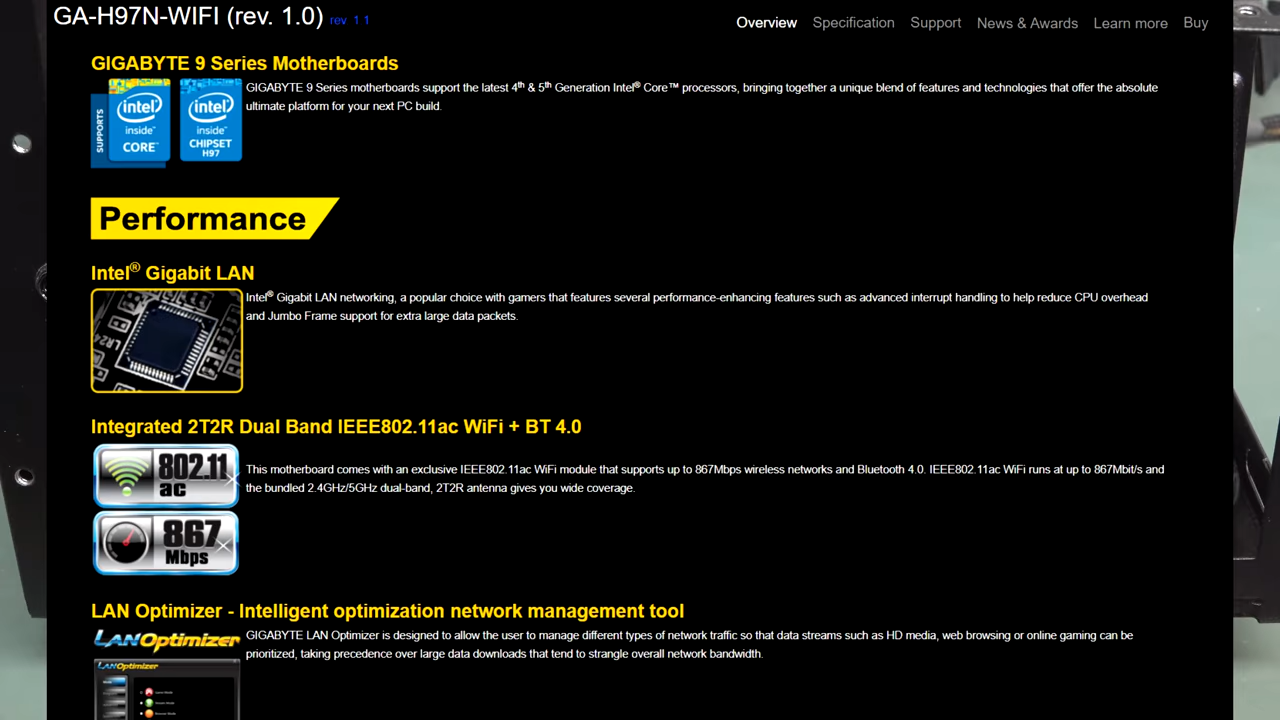 GA-H97N-WIFI (rev. 1.0) rev 1 1
Overview Specification Support News & Awards Learn more Buy
GIGABYTE 9 Series Motherboards
SUPPORTS
intel inside™ CORE™
intel inside™ CHIPSET H97
GIGABYTE 9 Series motherboards support the latest 4th & 5th Generation Intel® Core™ processors, bringing together a unique blend of features and technologies that offer the absolute
ultimate platform for your next PC build.
Performance
Intel® Gigabit LAN
LR24
Intel® Gigabit LAN networking, a popular choice with gamers that features several performance-enhancing features such as advanced interrupt handling to help reduce CPU overhead
and Jumbo Frame support for extra large data packets.
Integrated 2T2R Dual Band IEEE802.11ac WiFi + BT 4.0
802.11
ac
867
Mbps
This motherboard comes with an exclusive IEEE802.11ac WiFi module that supports up to 867Mbps wireless networks and Bluetooth 4.0. IEEE802.11ac WiFi runs at up to 867Mbit/s and
the bundled 2.4GHz/5GHz dual-band, 2T2R antenna gives you wide coverage.
LAN Optimizer - Intelligent optimization network management tool
LANOptimizer
LANOptimizer
GIGABYTE LAN Optimizer is designed to allow the user to manage different types of network traffic so that data streams such as HD media, web browsing or online gaming can be
prioritized, taking precedence over large data downloads that tend to strangle overall network bandwidth.